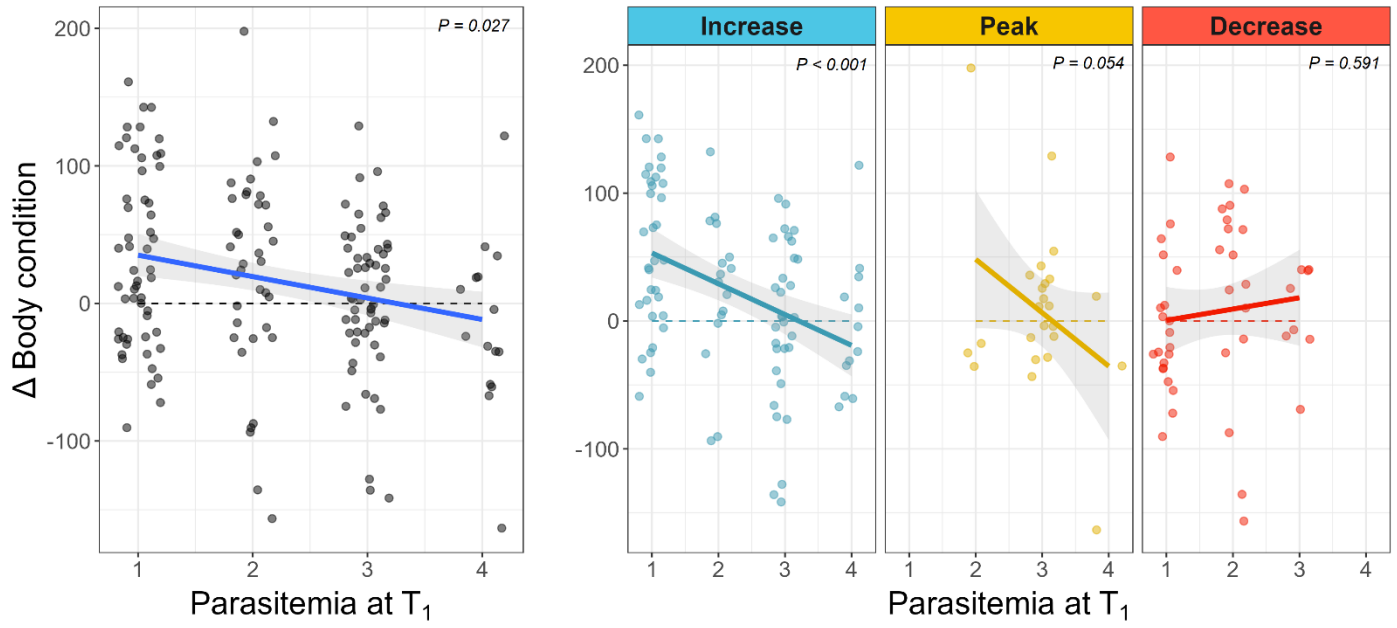 Δ Body condition
200
100
0
-100
P = 0.027
1 2 3 4
Parasitemia at T1
Increase Peak Decrease
200
100
0
-100
P < 0.001
P = 0.054
P = 0.591
1 2 3 4 1 2 3 4 1 2 3 4
Parasitemia at T1